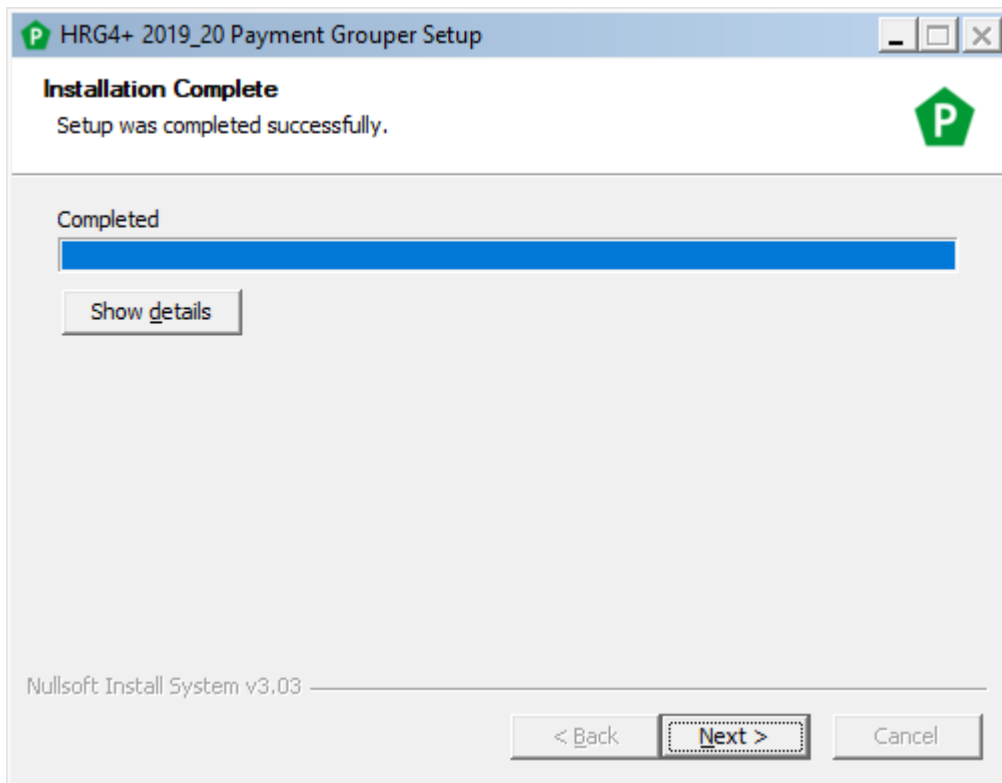 P HRG4+ 2019_20 Payment Grouper Setup
Installation Complete
Setup was completed successfully.
P
Completed
Show details
Nullsoft Install System v3.03
< Back Next > Cancel